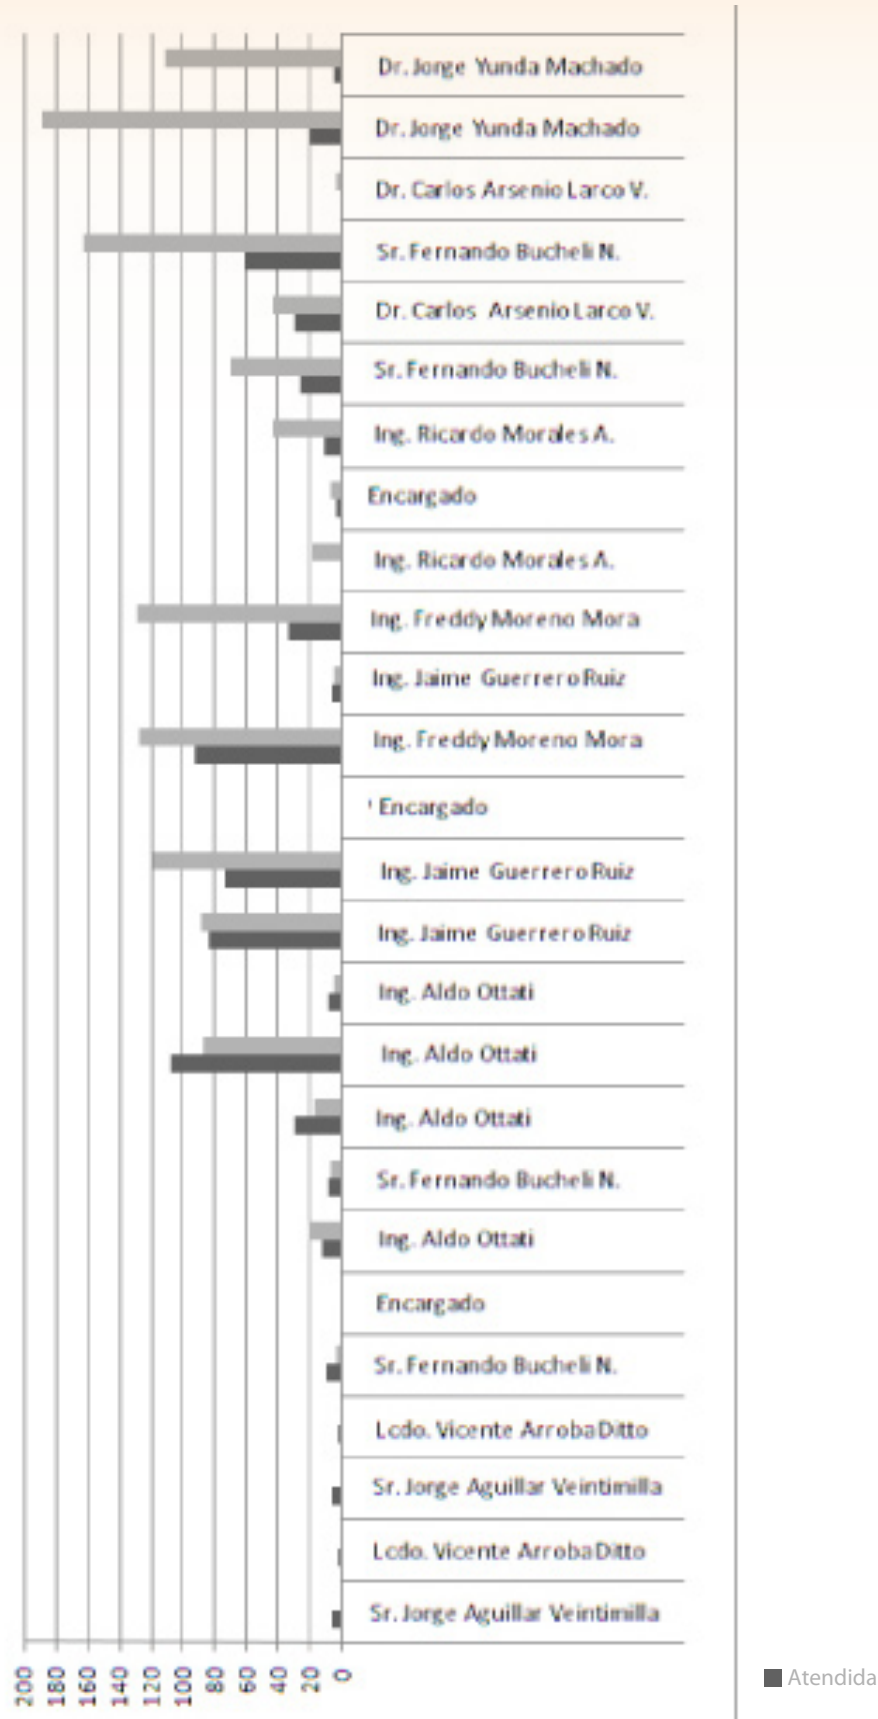 Dr. Jorge Yunda Machado
Dr. Jorge Yunda Machado
Dr. Carlos Arsenio Larco V.
Sr. Fernando Bucheli N.
Dr. Carlos Arsenio Larco V.
Sr. Fernando Bucheli N.
Ing. Ricardo Morales A.
Encargado
Ing. Ricardo Morales A.
Ing. Freddy Moreno Mora
Ing. Jaime Guerrero Ruiz
Ing. Freddy Moreno Mora
' Encargado
Ing. Jaime Guerrero Ruiz
Ing. Jaime Guerrero Ruiz
Ing. Aldo Ottati
Ing. Aldo Ottati
Ing. Aldo Ottati
Sr. Fernando Bucheli N.
Ing. Aldo Ottati
Encargado
Sr. Fernando Bucheli N.
Lcdo. Vicente Arroba Ditto
Sr. Jorge Aguillar Veintimilla
Lcdo. Vicente Arroba Ditto
Sr. Jorge Aguillar Veintimilla
200 180 160 140 120 100 80 60 40 20 0
Atendida